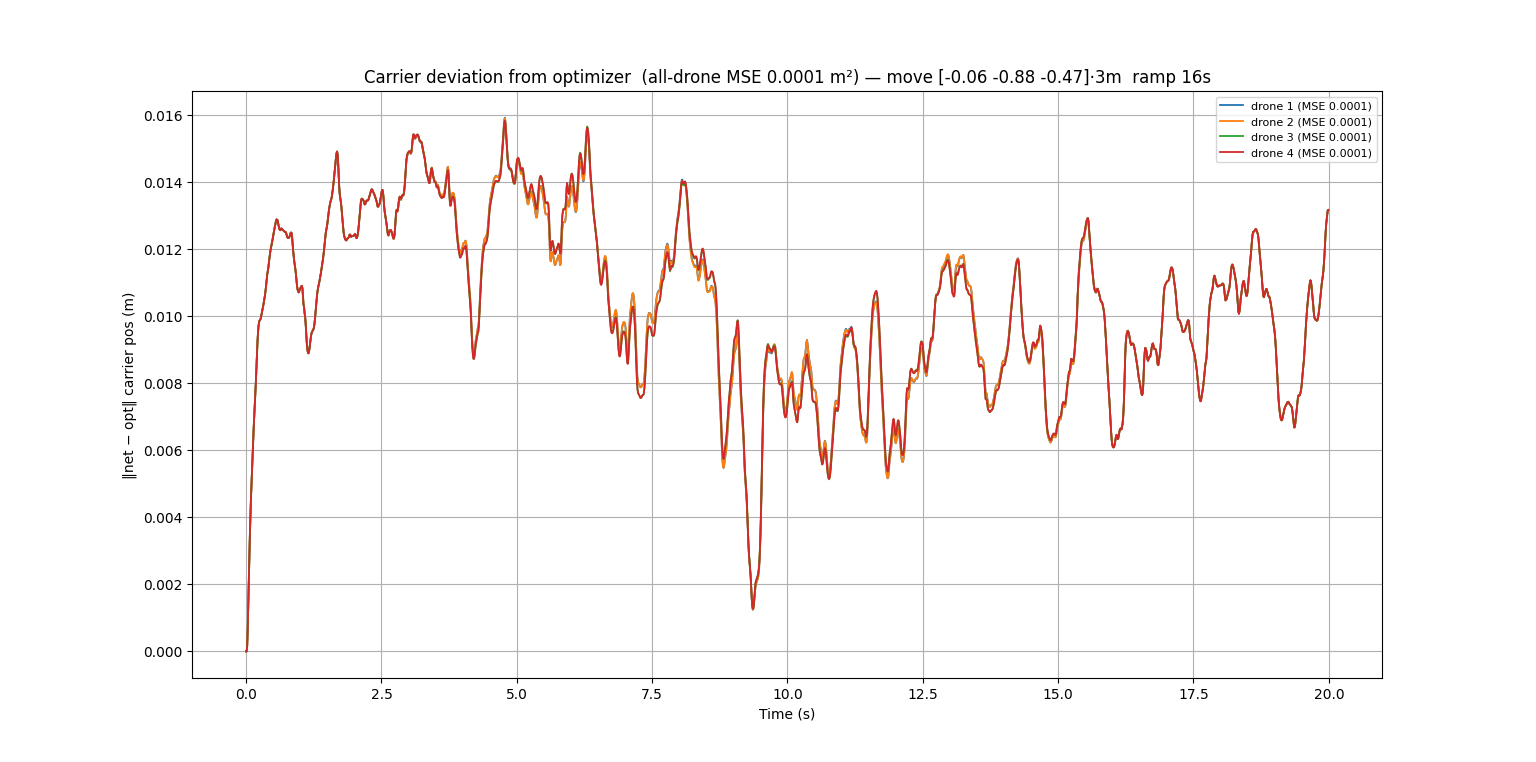 Carrier deviation from optimizer  (all-drone MSE 0.0001 m²) — move [-0.06 -0.88 -0.47]·3m  ramp 16s
drone 1 (MSE 0.0001)
drone 2 (MSE 0.0001)
drone 3 (MSE 0.0001)
drone 4 (MSE 0.0001)
‖net − opt‖ carrier pos (m)
0.016
0.014
0.012
0.010
0.008
0.006
0.004
0.002
0.000
0.0 2.5 5.0 7.5 10.0 12.5 15.0 17.5 20.0
Time (s)